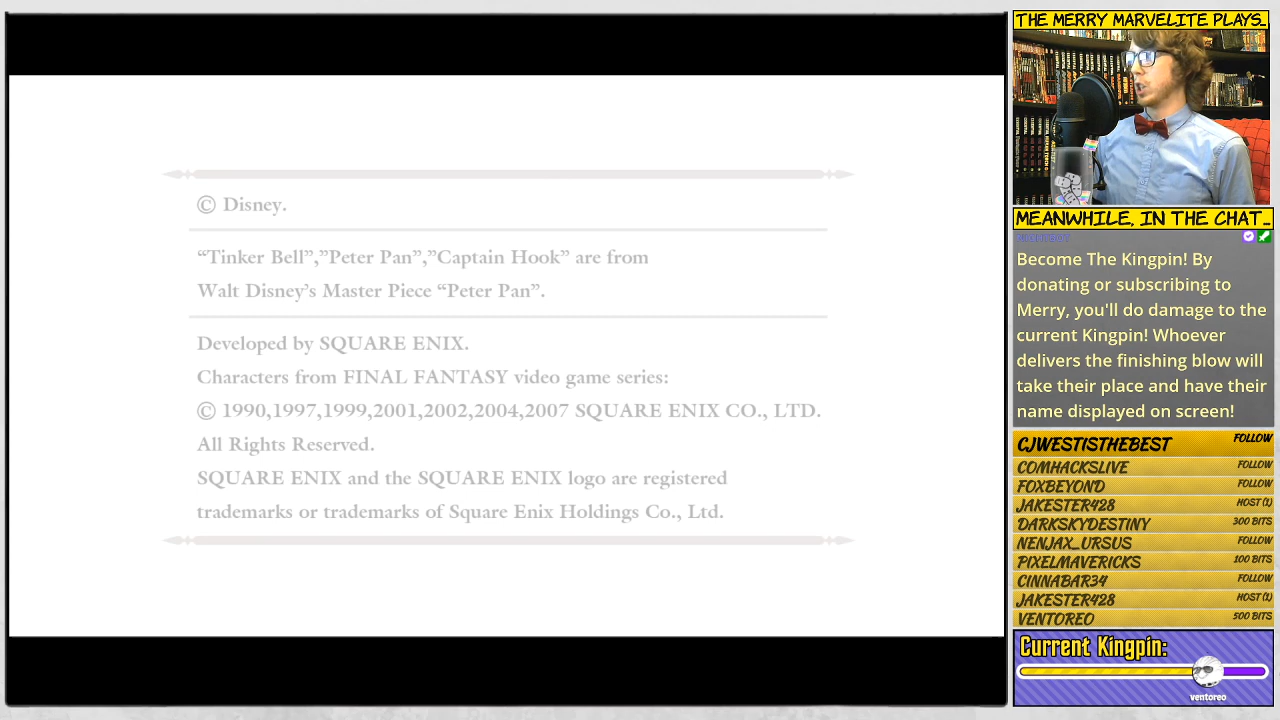 THE MERRY MARVELITE PLAYS...
© Disney.
“Tinker Bell”,”Peter Pan”,”Captain Hook” are from
Walt Disney’s Master Piece “Peter Pan”.
Developed by SQUARE ENIX.
Characters from FINAL FANTASY video game series:
© 1990,1997,1999,2001,2002,2004,2007 SQUARE ENIX CO., LTD.
All Rights Reserved.
SQUARE ENIX and the SQUARE ENIX logo are registered
trademarks or trademarks of Square Enix Holdings Co., Ltd.
MEANWHILE, IN THE CHAT...
Become The Kingpin! By
donating or subscribing to
Merry, you'll do damage to the
current Kingpin! Whoever
delivers the finishing blow will
take their place and have their
name displayed on screen!
CJWESTISTHEBEST FOLLOW
COMHACKSLIVE FOLLOW
FOXBEYOND FOLLOW
JAKESTER428 HOST (1)
DARKSKYDESTINY 300 BITS
NENJAX_URSUS FOLLOW
PIXELMAVERICKS 100 BITS
CINNABAR34 FOLLOW
JAKESTER428 HOST (1)
VENTOREO 500 BITS
Current Kingpin:
ventoreo